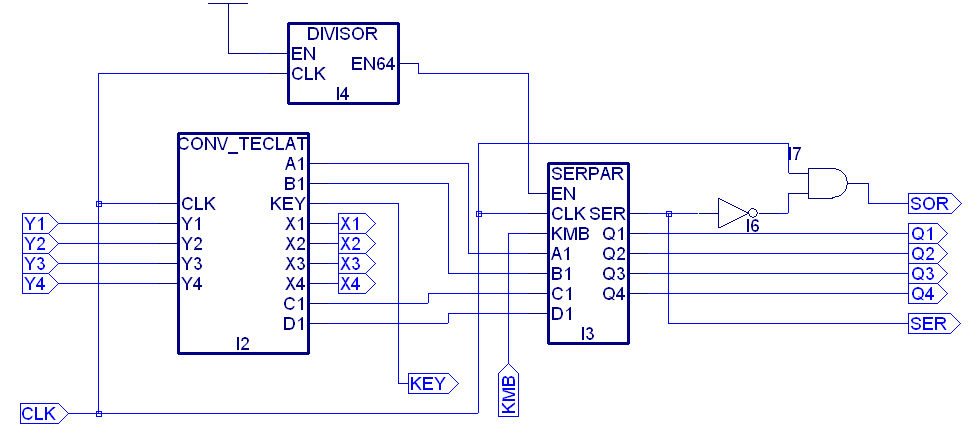 DIVISOR
EN
EN64
CLK
I4
CONV_TECLAT
A1
B1
CLK
KEY
Y1
Y1
X1
X1
Y2
Y2
X2
X2
Y3
Y3
X3
X3
Y4
Y4
X4
X4
C1
D1
I2
KEY
CLK
SERPAR
EN
CLK
SER
KMB
Q1
A1
Q2
B1
Q3
C1
Q4
D1
I3
KMB
I7
I6
SOR
Q1
Q2
Q3
Q4
SER